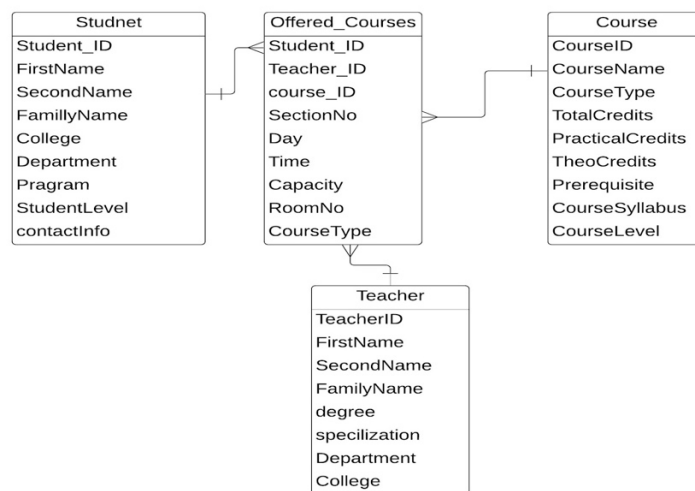 Studnet
Student_ID
FirstName
SecondName
FamillyName
College
Department
Pragram
StudentLevel
contactInfo
Offered_Courses
Student_ID
Teacher_ID
course_ID
SectionNo
Day
Time
Capacity
RoomNo
CourseType
Course
CourseID
CourseName
CourseType
TotalCredits
PracticalCredits
TheoCredits
Prerequisite
CourseSyllabus
CourseLevel
Teacher
TeacherID
FirstName
SecondName
FamilyName
degree
specilization
Department
College